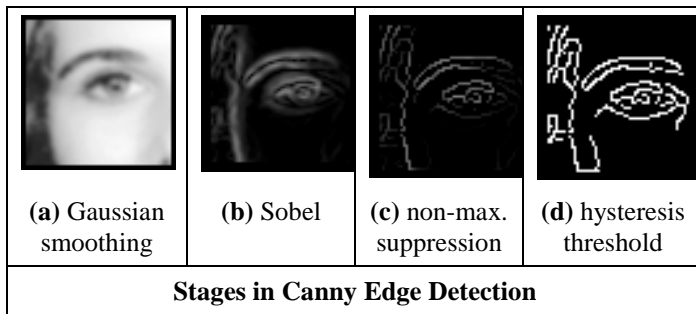 (a) Gaussian
smoothing
(b) Sobel
(c) non-max.
suppression
(d) hysteresis
threshold
Stages in Canny Edge Detection